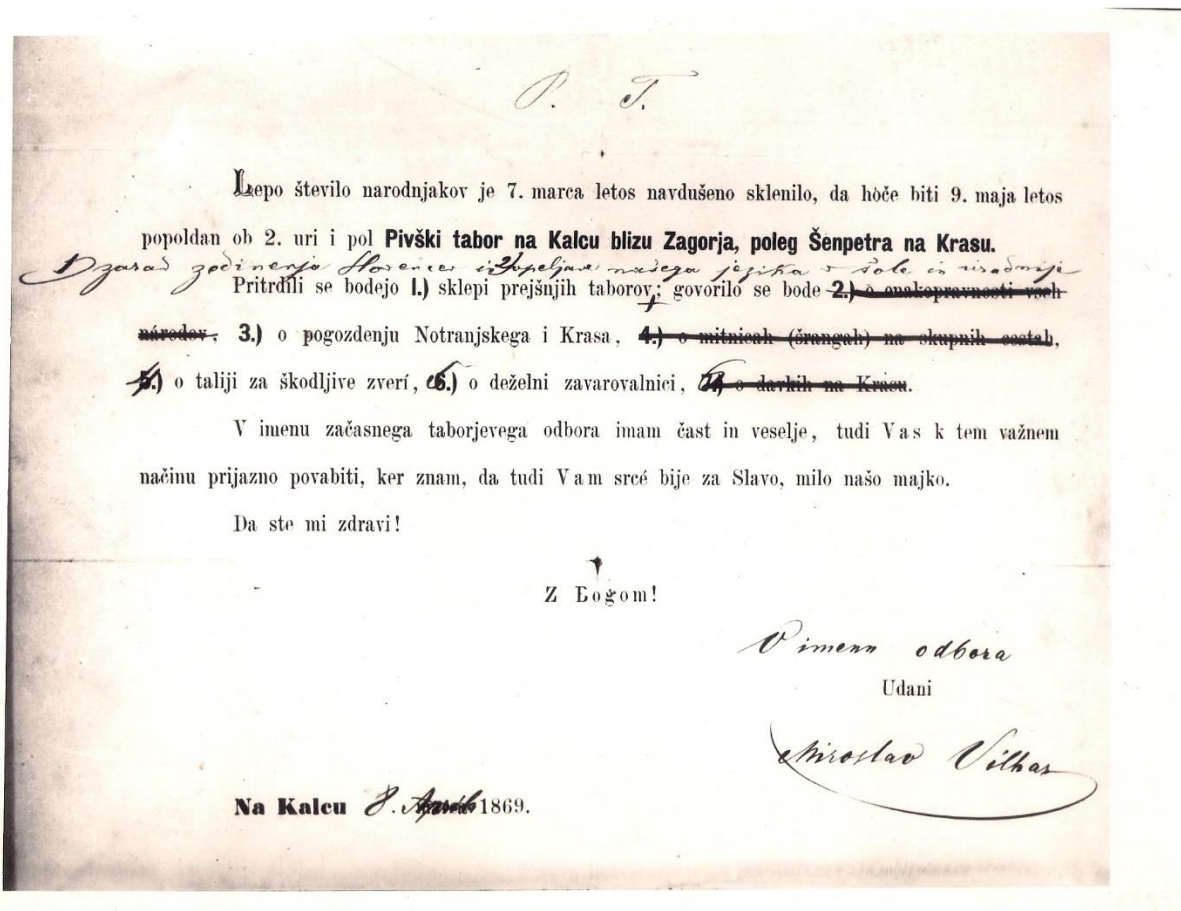 P. T.
Lepo število narodnjakov je 7. marca letos navdušeno sklenilo, da hoče biti 9. maja letos
popoldan ob 2. uri i pol Pivški tabor na Kalcu blizu Zagorja, poleg Šenpetra na Krasu.
1) zarad zedinenja Slovencev 2) vpeljave našega jezika v šole in uradnije
Pritrdili se bodejo 1.) sklepi prejšnjih taborov; govorilo se bode 2.) o enakopravnosti vseh
národov. 3.) o pogozdenju Notranjskega i Krasa, 4.) o mitnicah (šrangah) na skupnih cestah,
5.) o taliji za škodljive zverí, 6.) o deželni zavarovalnici, o davkih na Krasu.
V imenu začasnega taborjevega odbora imam čast in veselje, tudi Vas k tem važnem
načinu prijazno povabiti, ker znam, da tudi Vam srcé bije za Slavo, milo našo majko.
Da ste mi zdravi!
Z Bogom!
V imenu odbora
Udani
Miroslav Vilhar
Na Kalcu 8. Aprila 1869.